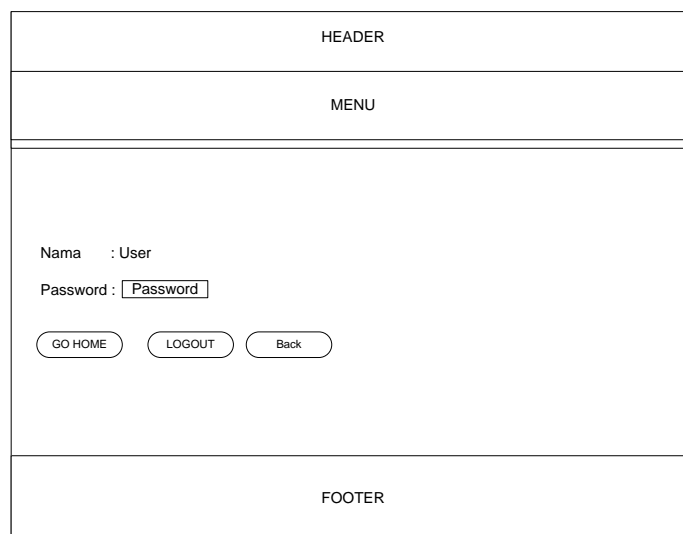 HEADER
MENU
Nama : User
Password : Password
GO HOME LOGOUT Back
FOOTER